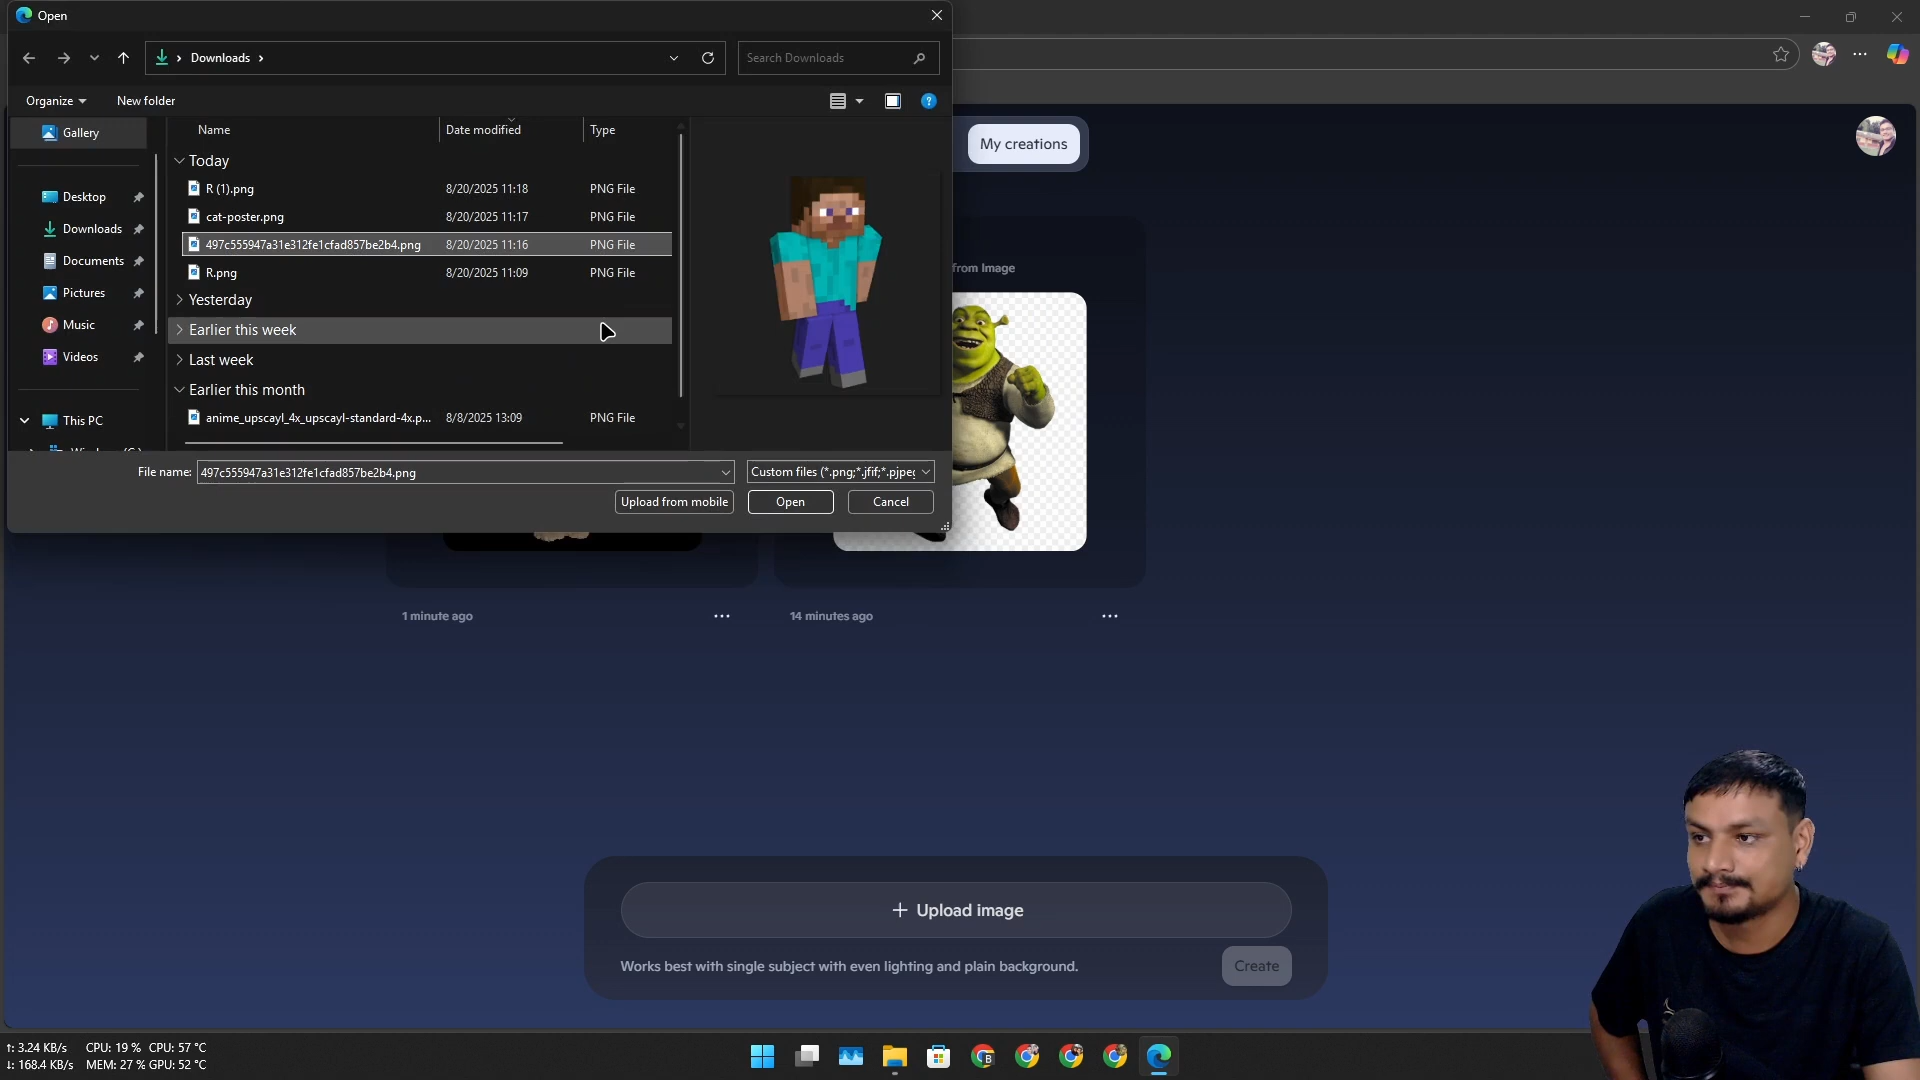 Open
Downloads
Search Downloads
Organize
New folder
Gallery
Desktop
Downloads
Documents
Pictures
Music
Videos
This PC
Name
Date modified
Type
Today
R (1).png
8/20/2025 11:18
PNG File
cat-poster.png
8/20/2025 11:17
PNG File
497c555947a31e312fe1cfad857be2b4.png
8/20/2025 11:16
PNG File
R.png
8/20/2025 11:09
PNG File
Yesterday
Earlier this week
Last week
Earlier this month
anime_upscayl_4x_upscayl-standard-4x.p...
8/8/2025 13:09
PNG File
File name:
497c555947a31e312fe1cfad857be2b4.png
Custom files (*.png;*.jfif;*.pjpeg
Upload from mobile
Open
Cancel
My creations
from Image
1 minute ago
...
14 minutes ago
...
+ Upload image
Works best with single subject with even lighting and plain background.
Create
↑: 3.24 KB/s CPU: 19 % CPU: 57 °C
↓: 168.4 KB/s MEM: 27 % GPU: 52 °C
B